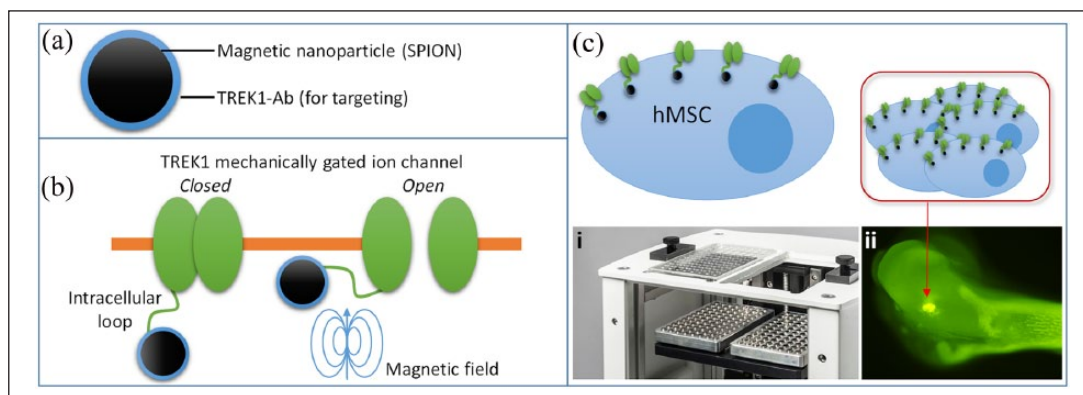 (a)
Magnetic nanoparticle (SPION)
TREK1-Ab (for targeting)
(b)
TREK1 mechanically gated ion channel
Closed
Open
Intracellular
loop
Magnetic field
(c)
hMSC
i
ii